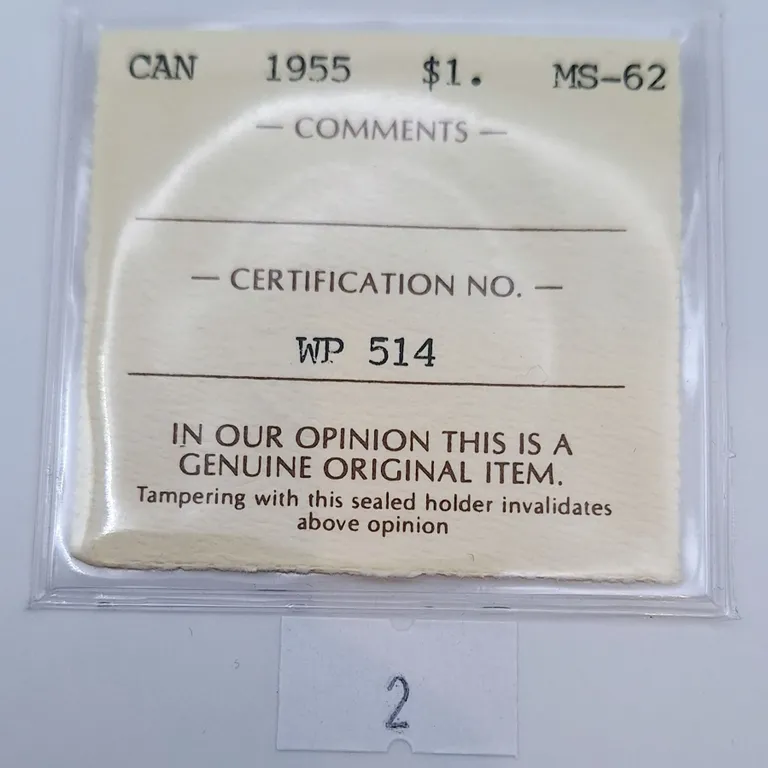 CAN 1955 $1. MS-62
— COMMENTS —
— CERTIFICATION NO. —
WP 514
IN OUR OPINION THIS IS A
GENUINE ORIGINAL ITEM.
Tampering with this sealed holder invalidates
above opinion
2